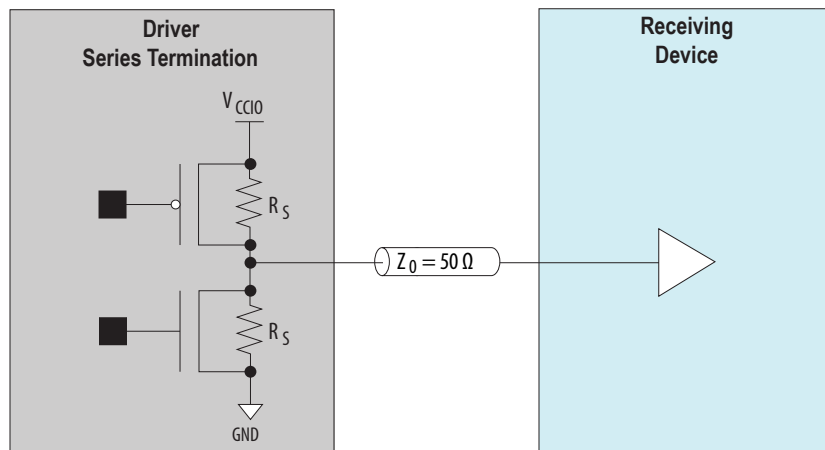 Driver
Series Termination
Receiving
Device
V CCIO
R S
Z 0 = 50 Ω
R S
GND